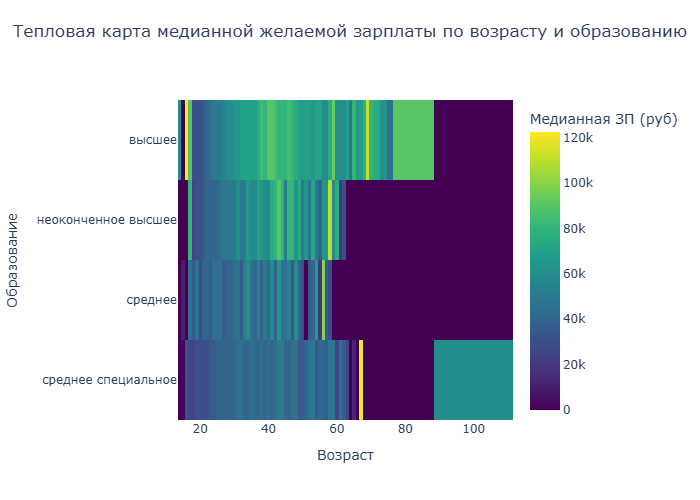 Тепловая карта медианной желаемой зарплаты по возрасту и образованию
Медианная ЗП (руб)
120k
100k
80k
60k
40k
20k
0
высшее
неоконченное высшее
среднее
среднее специальное
Образование
20
40
60
80
100
Возраст